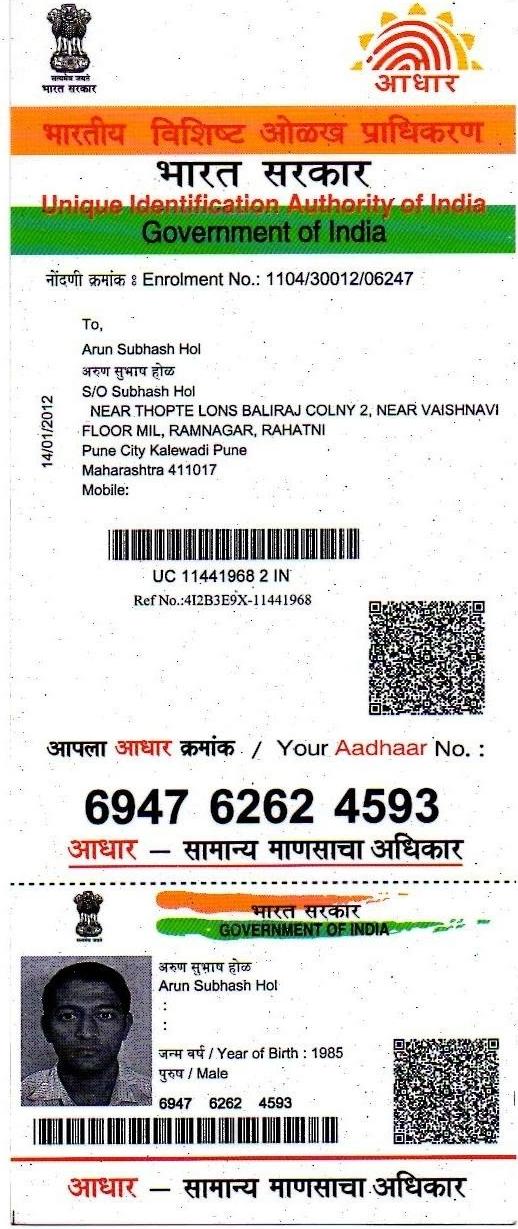 सत्यमेव जयते
भारत सरकार
आधार
भारतीय विशिष्ट ओळख प्राधिकरण
भारत सरकार
Unique Identification Authority of India
Government of India
नोंदणी क्रमांक : Enrolment No.: 1104/30012/06247
To,
Arun Subhash Hol
अरुण सुभाष होळ
S/O Subhash Hol
NEAR THOPTE LONS BALIRAJ COLNY 2, NEAR VAISHNAVI
FLOOR MIL, RAMNAGAR, RAHATNI
Pune City Kalewadi Pune
Maharashtra 411017
Mobile:
14/01/2012
UC 11441968 2 IN
Ref No.:4I2B3E9X-11441968
आपला आधार क्रमांक / Your Aadhaar No. :
6947 6262 4593
आधार – सामान्य माणसाचा अधिकार
भारत सरकार
GOVERNMENT OF INDIA
अरुण सुभाष होळ
Arun Subhash Hol
:
:
जन्म वर्ष / Year of Birth : 1985
पुरुष / Male
6947 6262 4593
आधार – सामान्य माणसाचा अधिकार